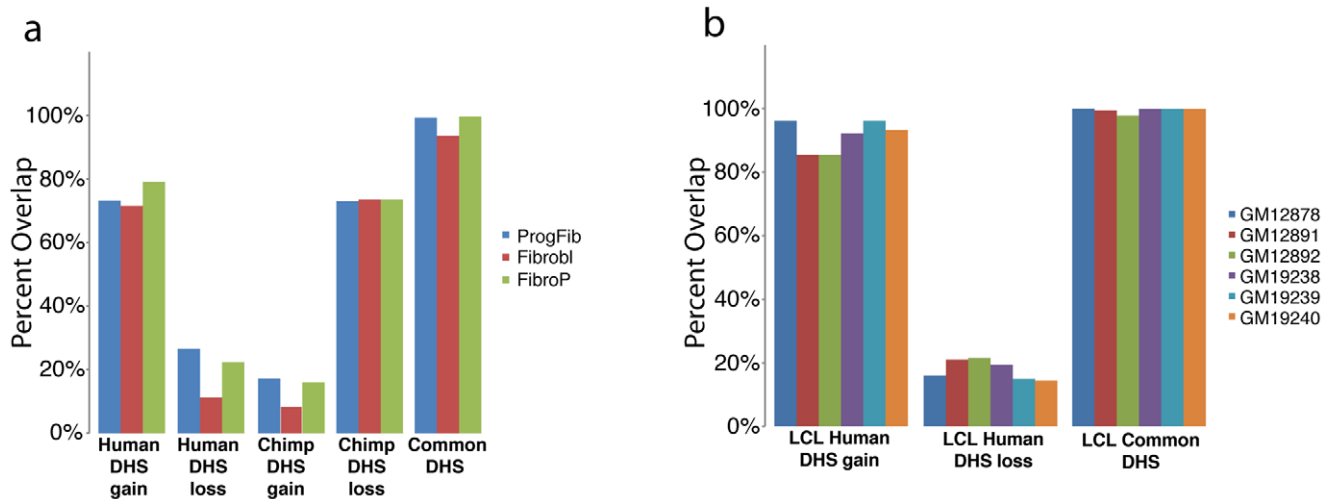 a
Percent Overlap
100%
80%
60%
40%
20%
0%
Human
DHS
gain
Human
DHS
loss
Chimp
DHS
gain
Chimp
DHS
loss
Common
DHS
ProgFib
Fibrobl
FibroP
b
Percent Overlap
100%
80%
60%
40%
20%
0%
LCL Human
DHS gain
LCL Human
DHS loss
LCL Common
DHS
GM12878
GM12891
GM12892
GM19238
GM19239
GM19240